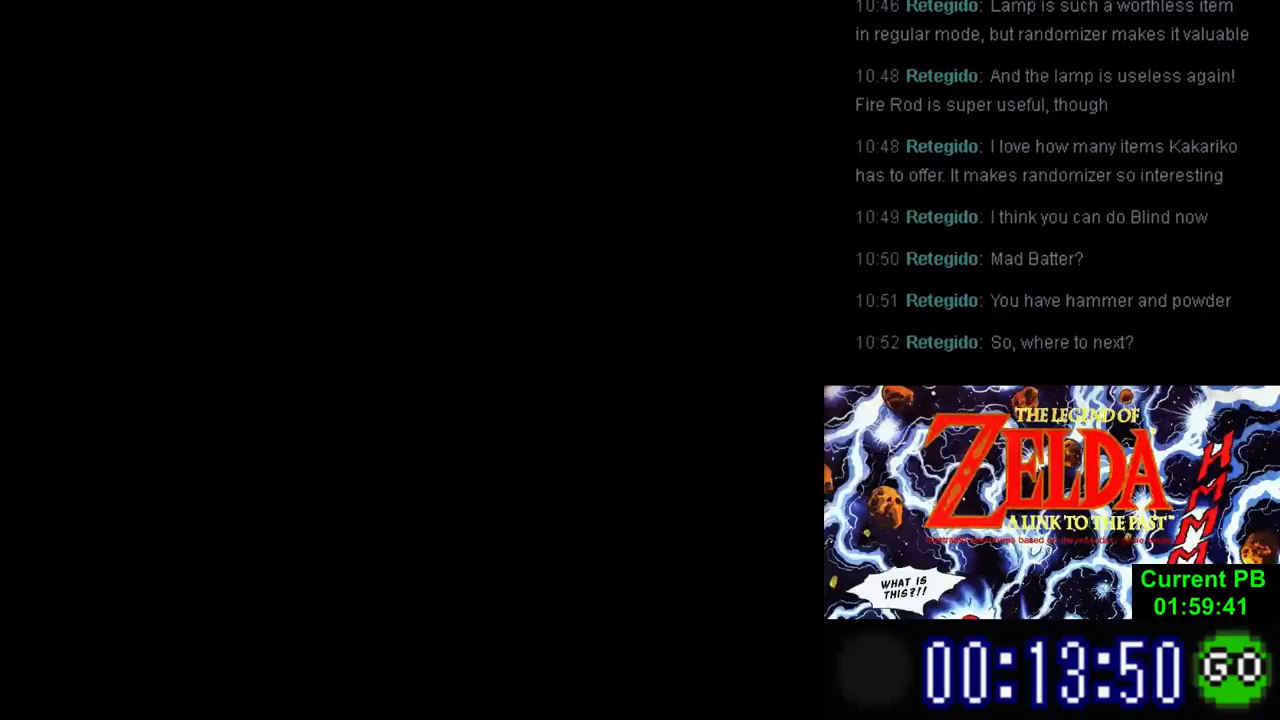 10:46 Retegido: Lamp is such a worthless item
in regular mode, but randomizer makes it valuable
10:48 Retegido: And the lamp is useless again!
Fire Rod is super useful, though
10:48 Retegido: I love how many items Kakariko
has to offer. It makes randomizer so interesting
10:49 Retegido: I think you can do Blind now
10:50 Retegido: Mad Batter?
10:51 Retegido: You have hammer and powder
10:52 Retegido: So, where to next?
THE LEGEND OF
ZELDA
A LINK TO THE PAST
HMMM
WHAT IS
THIS?!!
Current PB
01:59:41
00:13:50
GO